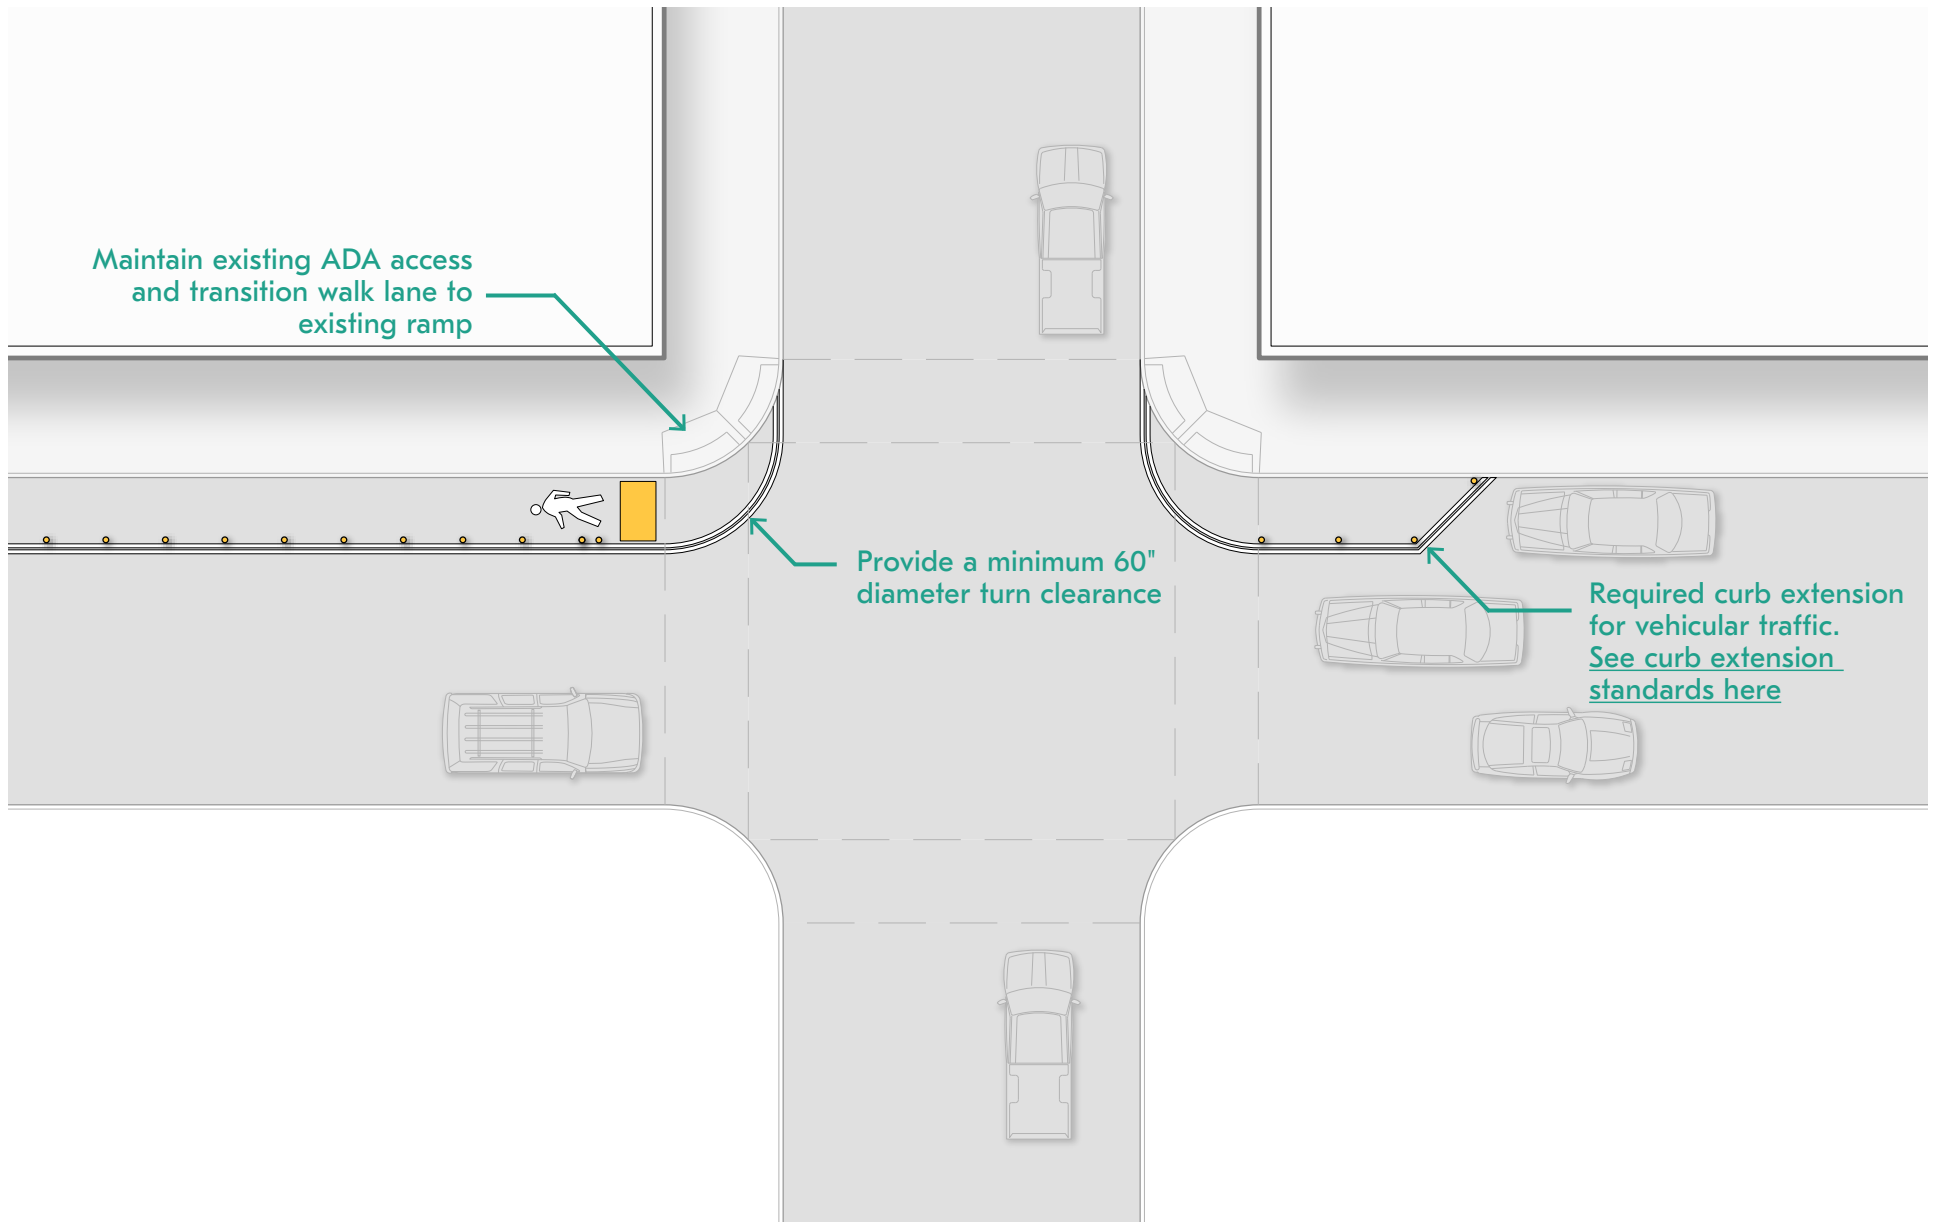 Maintain existing ADA access
and transition walk lane to
existing ramp
Provide a minimum 60"
diameter turn clearance
Required curb extension
for vehicular traffic.
See curb extension
standards here